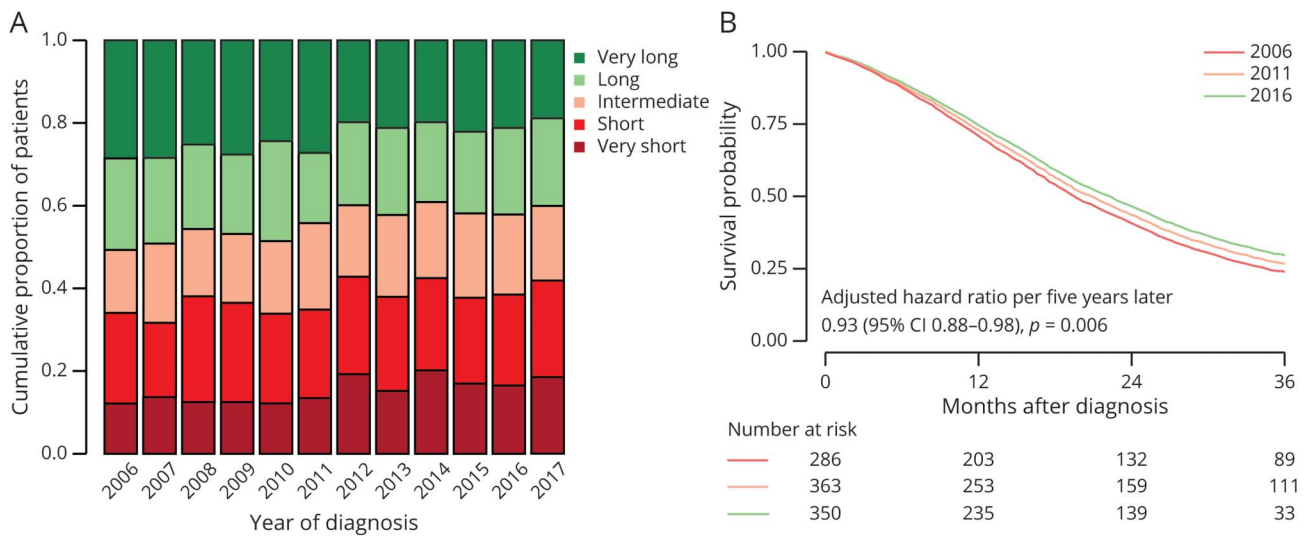 A
1.0
0.8
0.6
0.4
0.2
0.0
Cumulative proportion of patients
2006
2007
2008
2009
2010
2011
2012
2013
2014
2015
2016
2017
Year of diagnosis
Very long
Long
Intermediate
Short
Very short
B
1.00
0.75
0.50
0.25
0.00
Survival probability
2006
2011
2016
Adjusted hazard ratio per five years later
0.93 (95% CI 0.88–0.98), p = 0.006
0 12 24 36
Months after diagnosis
Number at risk
286 203 132 89
363 253 159 111
350 235 139 33